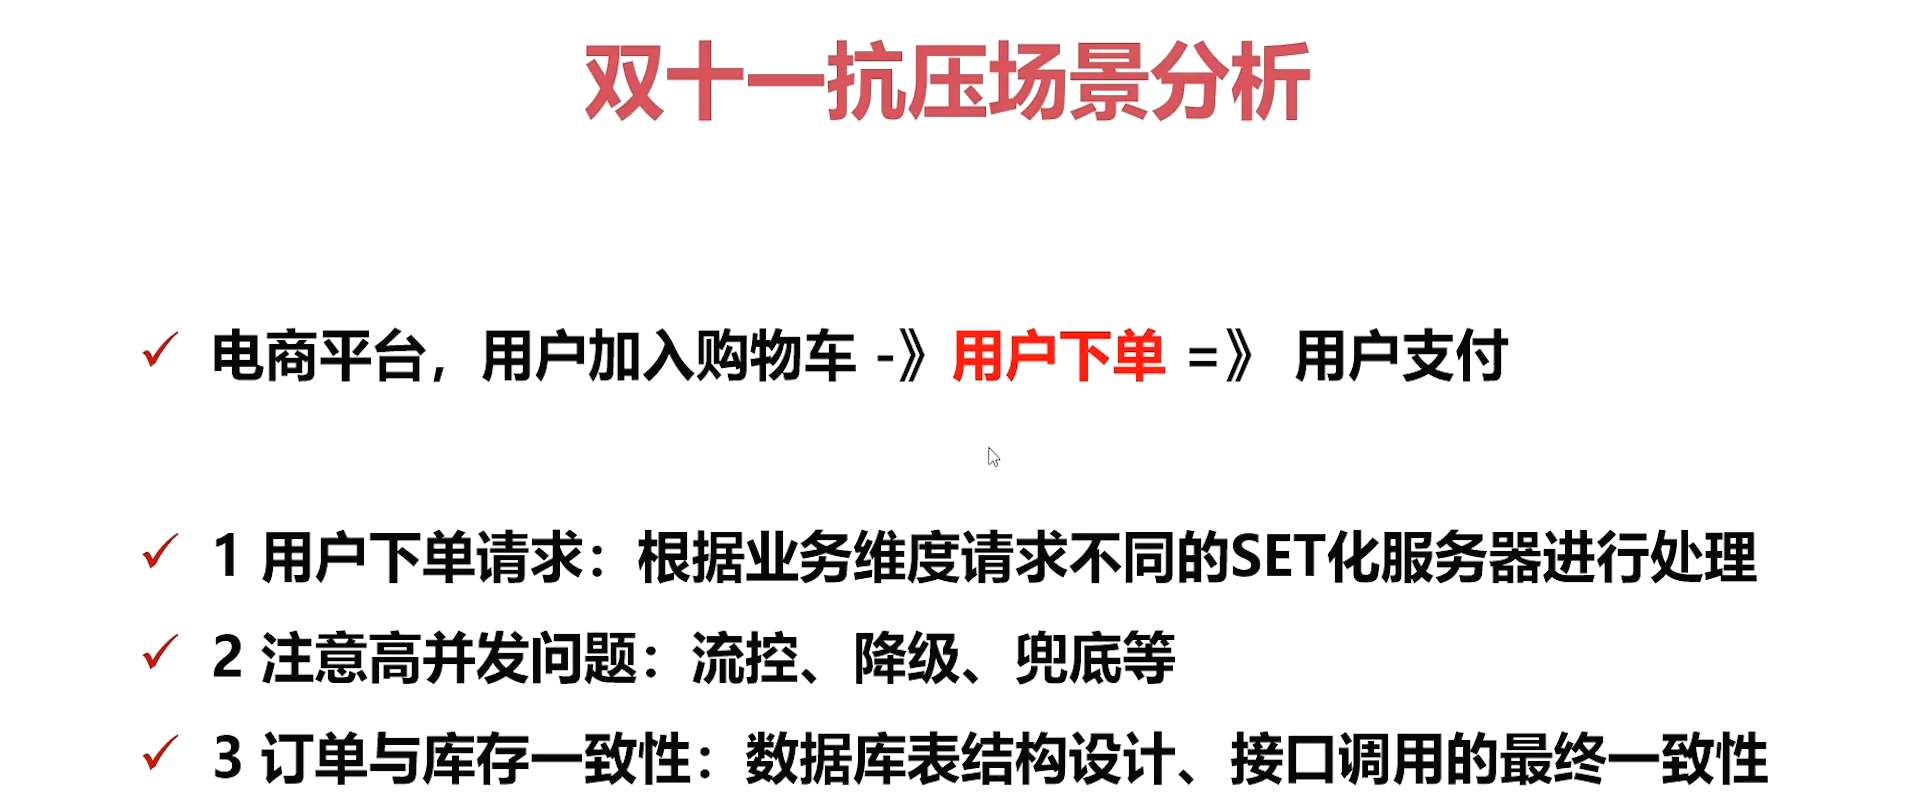 双十一抗压场景分析
电商平台，用户加入购物车 -》用户下单 =》 用户支付
1 用户下单请求：根据业务维度请求不同的SET化服务器进行处理
2 注意高并发问题：流控、降级、兜底等
3 订单与库存一致性：数据库表结构设计、接口调用的最终一致性